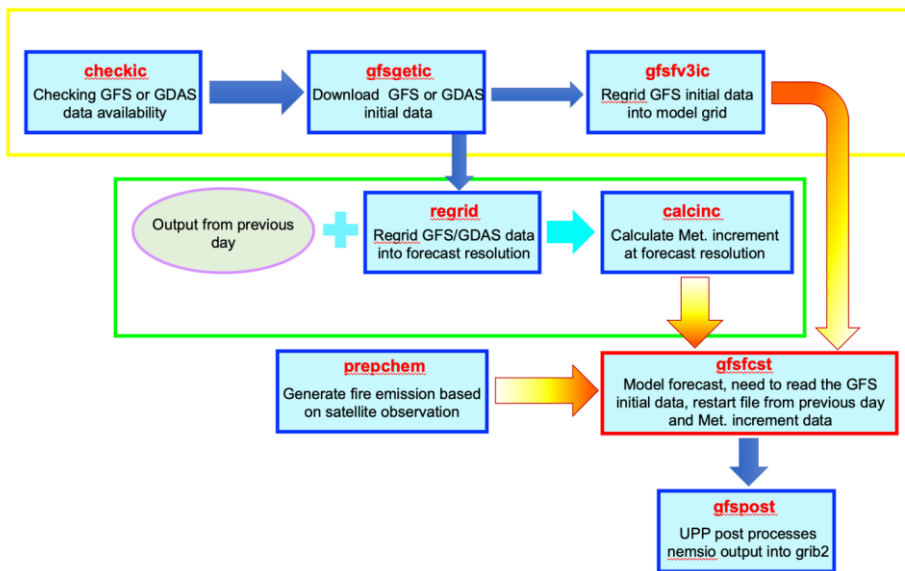 checkic
Checking GFS or GDAS
data availability
gfsgetic
Download GFS or GDAS
initial data
gfsfv3ic
Regrid GFS initial data
into model grid
Output from previous
day
regrid
Regrid GFS/GDAS data
into forecast resolution
calcinc
Calculate Met. increment
at forecast resolution
prepchem
Generate fire emission based
on satellite observation
gfsfcst
Model forecast, need to read the GFS
initial data, restart file from previous day
and Met. increment data
gfspost
UPP post processes
nemsio output into grib2